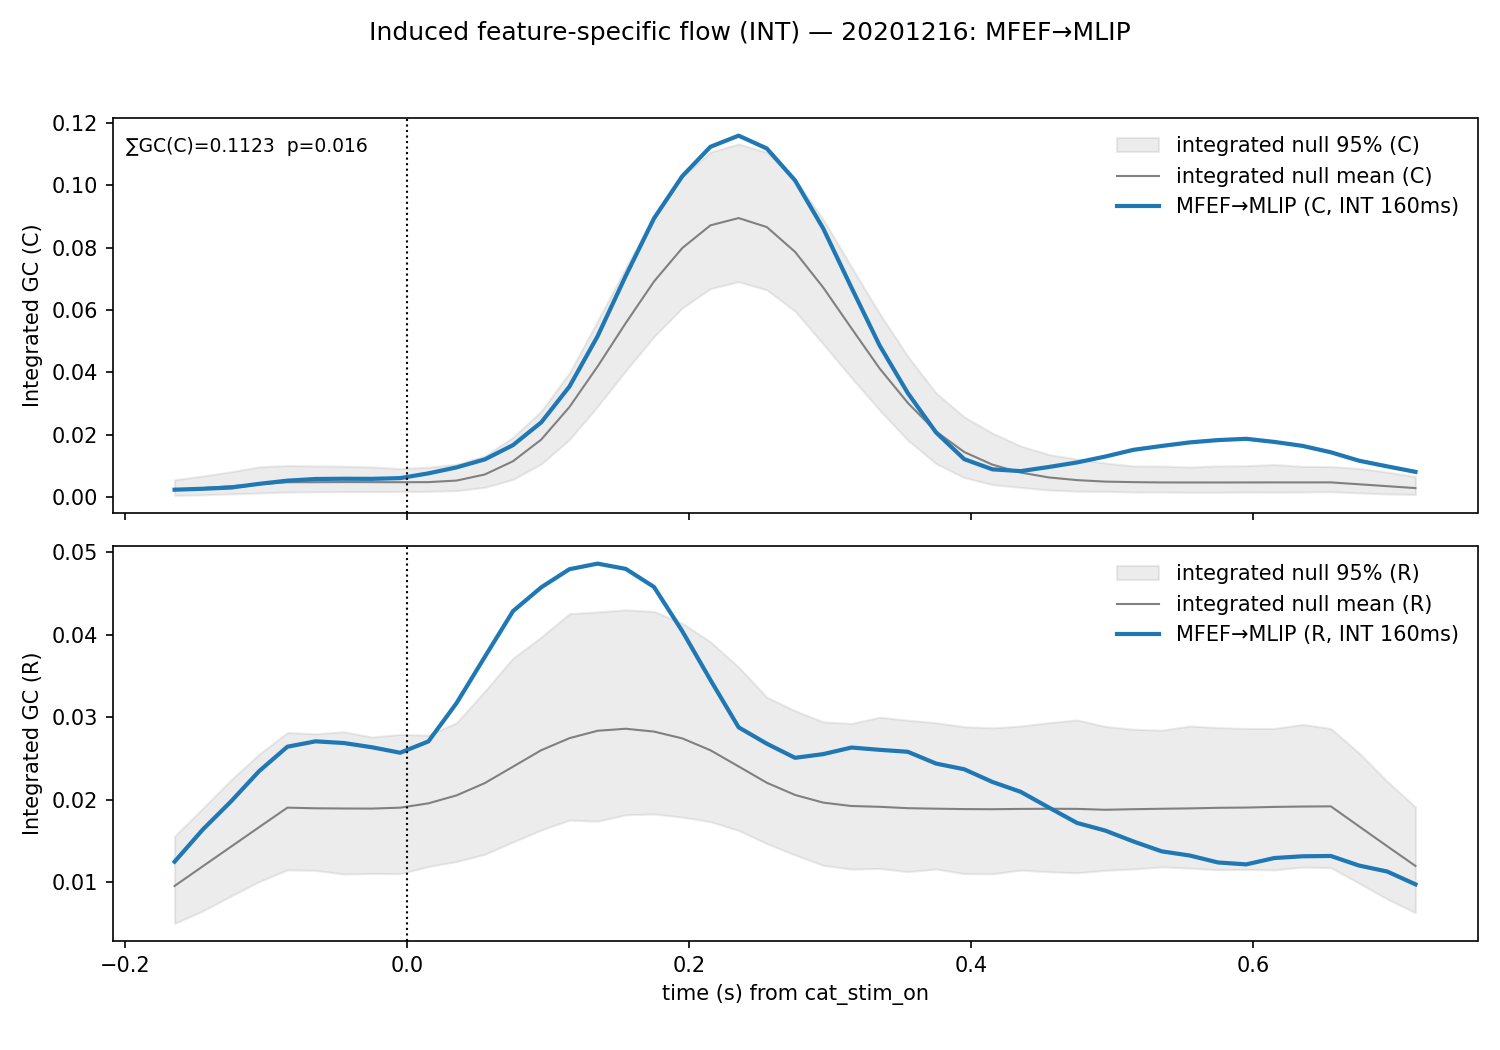 Induced feature-specific flow (INT) — 20201216: MFEF→MLIP
∑GC(C)=0.1123  p=0.016
integrated null 95% (C)
integrated null mean (C)
MFEF→MLIP (C, INT 160ms)
Integrated GC (C)
0.12
0.10
0.08
0.06
0.04
0.02
0.00
integrated null 95% (R)
integrated null mean (R)
MFEF→MLIP (R, INT 160ms)
Integrated GC (R)
0.05
0.04
0.03
0.02
0.01
−0.2 0.0 0.2 0.4 0.6
time (s) from cat_stim_on